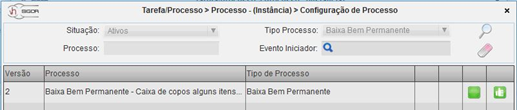 SIGOR
Tarefa/Processo > Processo - (Instância) > Configuração de Processo
Situação: Ativos Tipo Processo: Baixa Bem Permanente
Processo: Evento Iniciador:
Versão Processo Tipo de Processo
2 Baixa Bem Permanente - Caixa de copos alguns itens... Baixa Bem Permanente